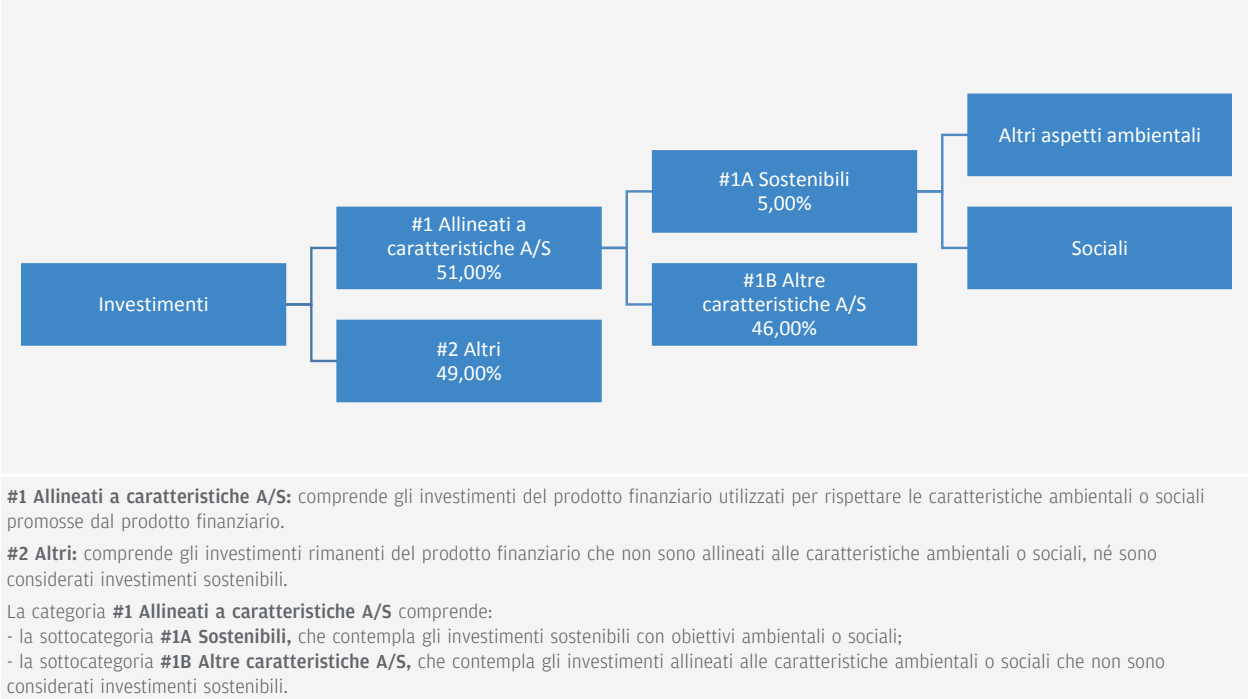 Investimenti
#1 Allineati a
caratteristiche A/S
51,00%
#2 Altri
49,00%
#1A Sostenibili
5,00%
#1B Altre
caratteristiche A/S
46,00%
Altri aspetti ambientali
Sociali
#1 Allineati a caratteristiche A/S: comprende gli investimenti del prodotto finanziario utilizzati per rispettare le caratteristiche ambientali o sociali
promosse dal prodotto finanziario.
#2 Altri: comprende gli investimenti rimanenti del prodotto finanziario che non sono allineati alle caratteristiche ambientali o sociali, né sono
considerati investimenti sostenibili.
La categoria #1 Allineati a caratteristiche A/S comprende:
- la sottocategoria #1A Sostenibili, che contempla gli investimenti sostenibili con obiettivi ambientali o sociali;
- la sottocategoria #1B Altre caratteristiche A/S, che contempla gli investimenti allineati alle caratteristiche ambientali o sociali che non sono
considerati investimenti sostenibili.